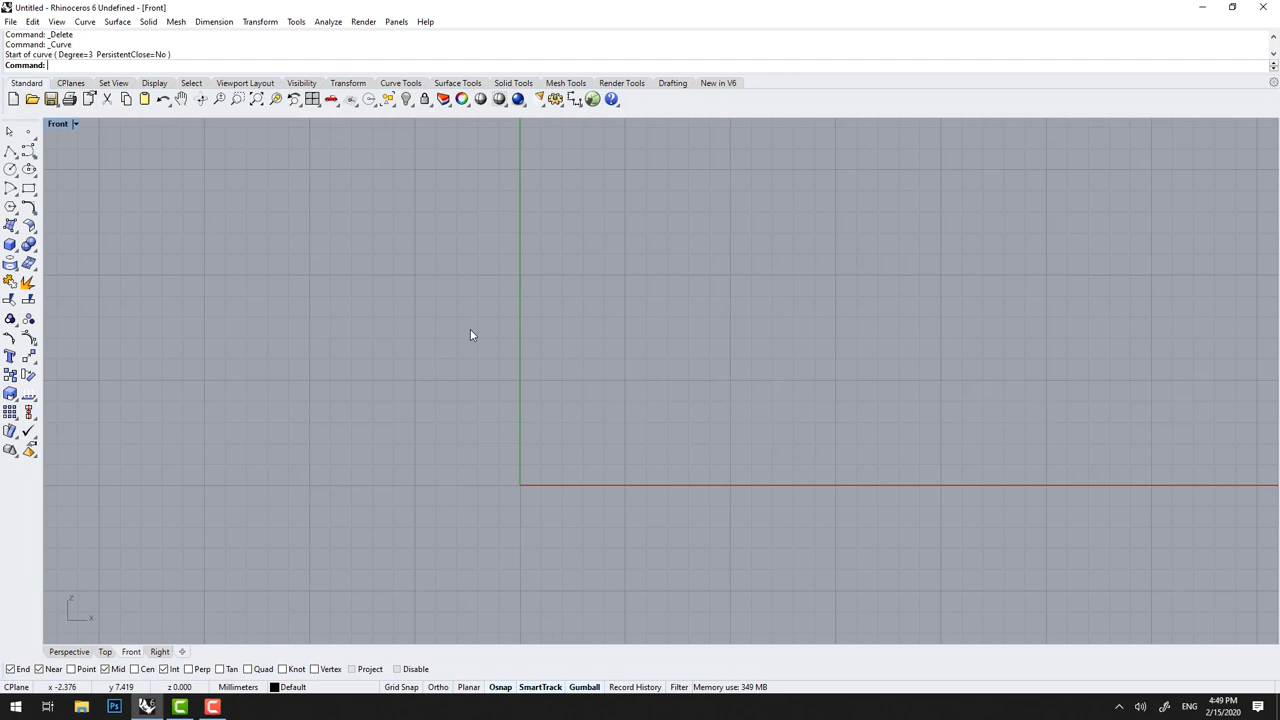 Untitled - Rhinoceros 6 Undefined - [Front]
File Edit View Curve Surface Solid Mesh Dimension Transform Tools Analyze Render Panels Help
Command: _Delete
Command: _Curve
Start of curve ( Degree=3 PersistentClose=No )
Command:
Standard CPlanes Set View Display Select Viewport Layout Visibility Transform Curve Tools Surface Tools Solid Tools Mesh Tools Render Tools Drafting New in V6
Front
z
x
Perspective Top Front Right
End Near Point Mid Cen Int Perp Tan Quad Knot Vertex Project Disable
CPlane x -2.376 y 7.419 z 0.000 Millimeters Default Grid Snap Ortho Planar Osnap SmartTrack Gumball Record History Filter Memory use: 349 MB
Ps
ENG
4:49 PM
2/15/2020